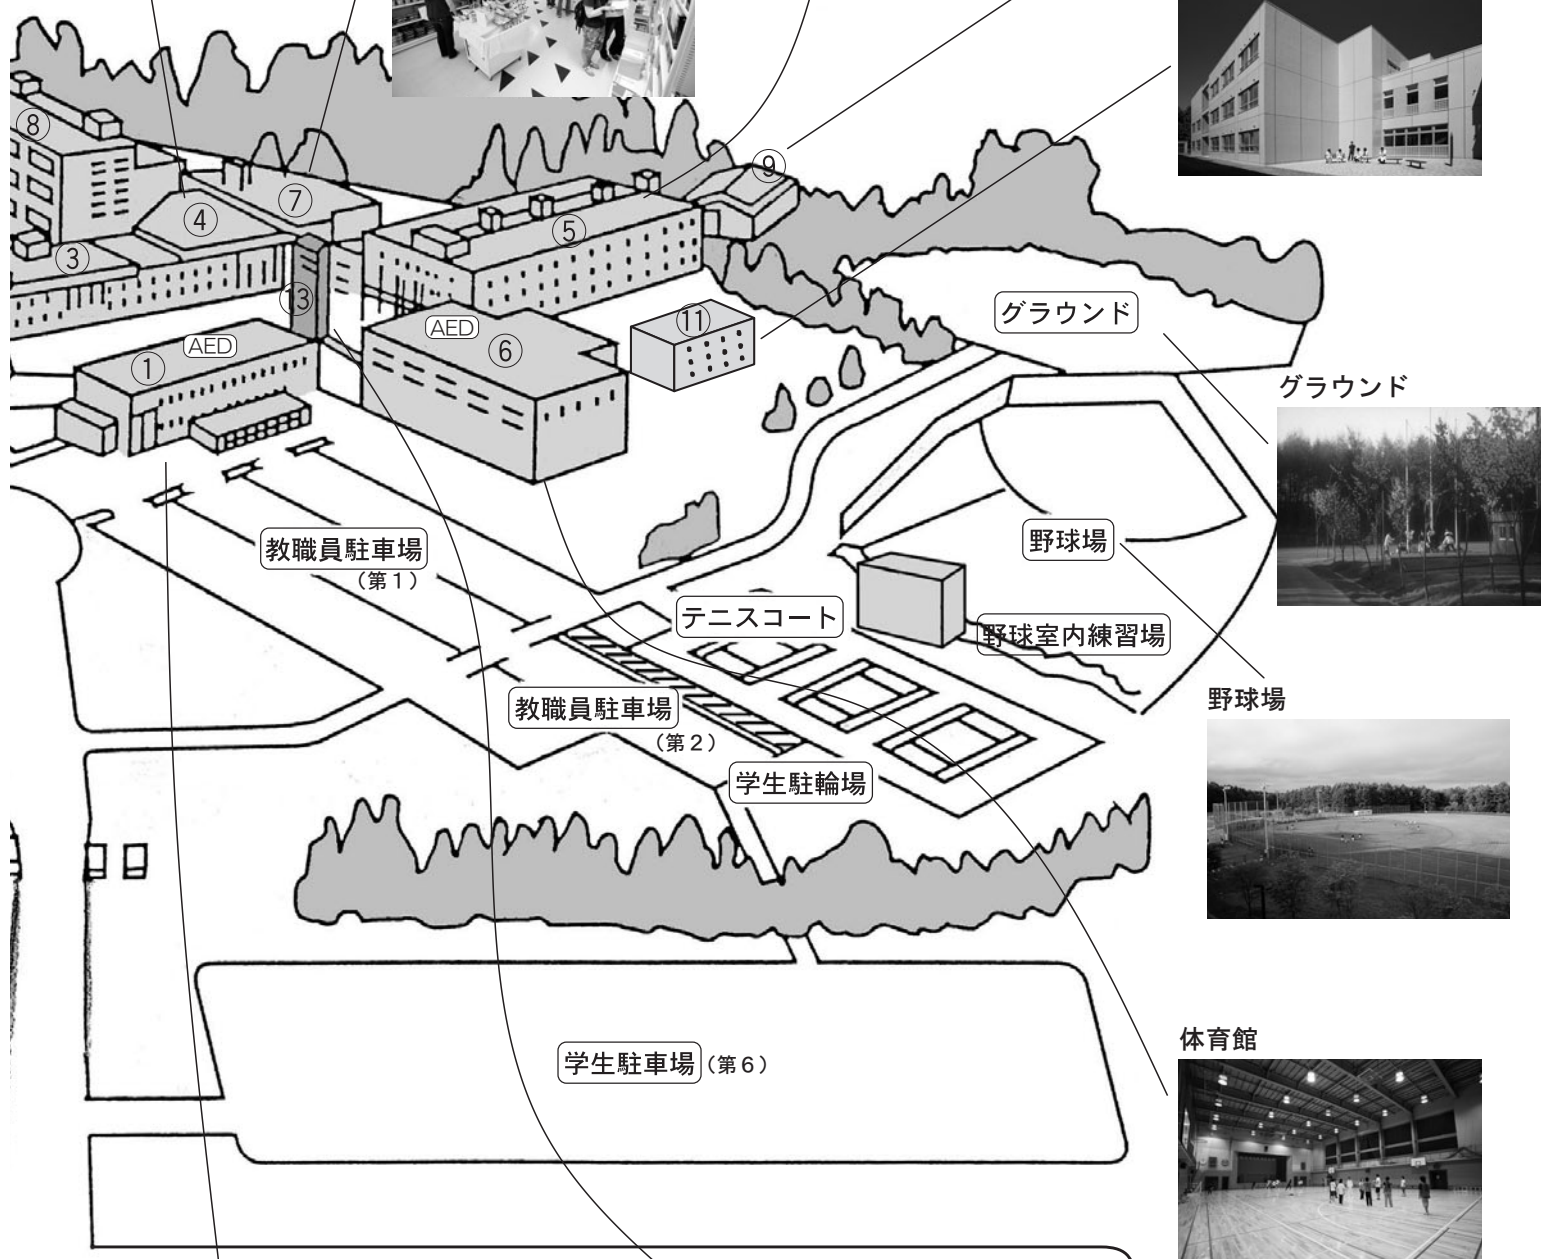 ⑧
⑨
⑦
④
⑤
③
⑬
⑪
グラウンド
AED
⑥
AED
①
グラウンド
教職員駐車場
(第1)
野球場
テニスコート
野球室内練習場
教職員駐車場
(第2)
野球場
学生駐輪場
体育館
学生駐車場(第6)